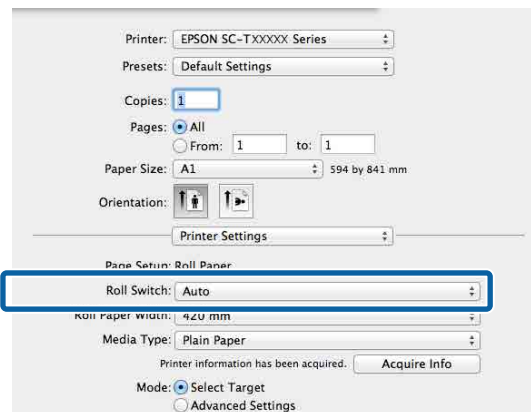 Printer: EPSON SC-TXXXXX Series
Presets: Default Settings
Copies: 1
Pages: All
From: 1 to: 1
Paper Size: A1 594 by 841 mm
Orientation:
Printer Settings
Page Setup: Roll Paper
Roll Switch: Auto
Roll Paper Width: 420 mm
Media Type: Plain Paper
Printer information has been acquired. Acquire Info
Mode: Select Target
Advanced Settings